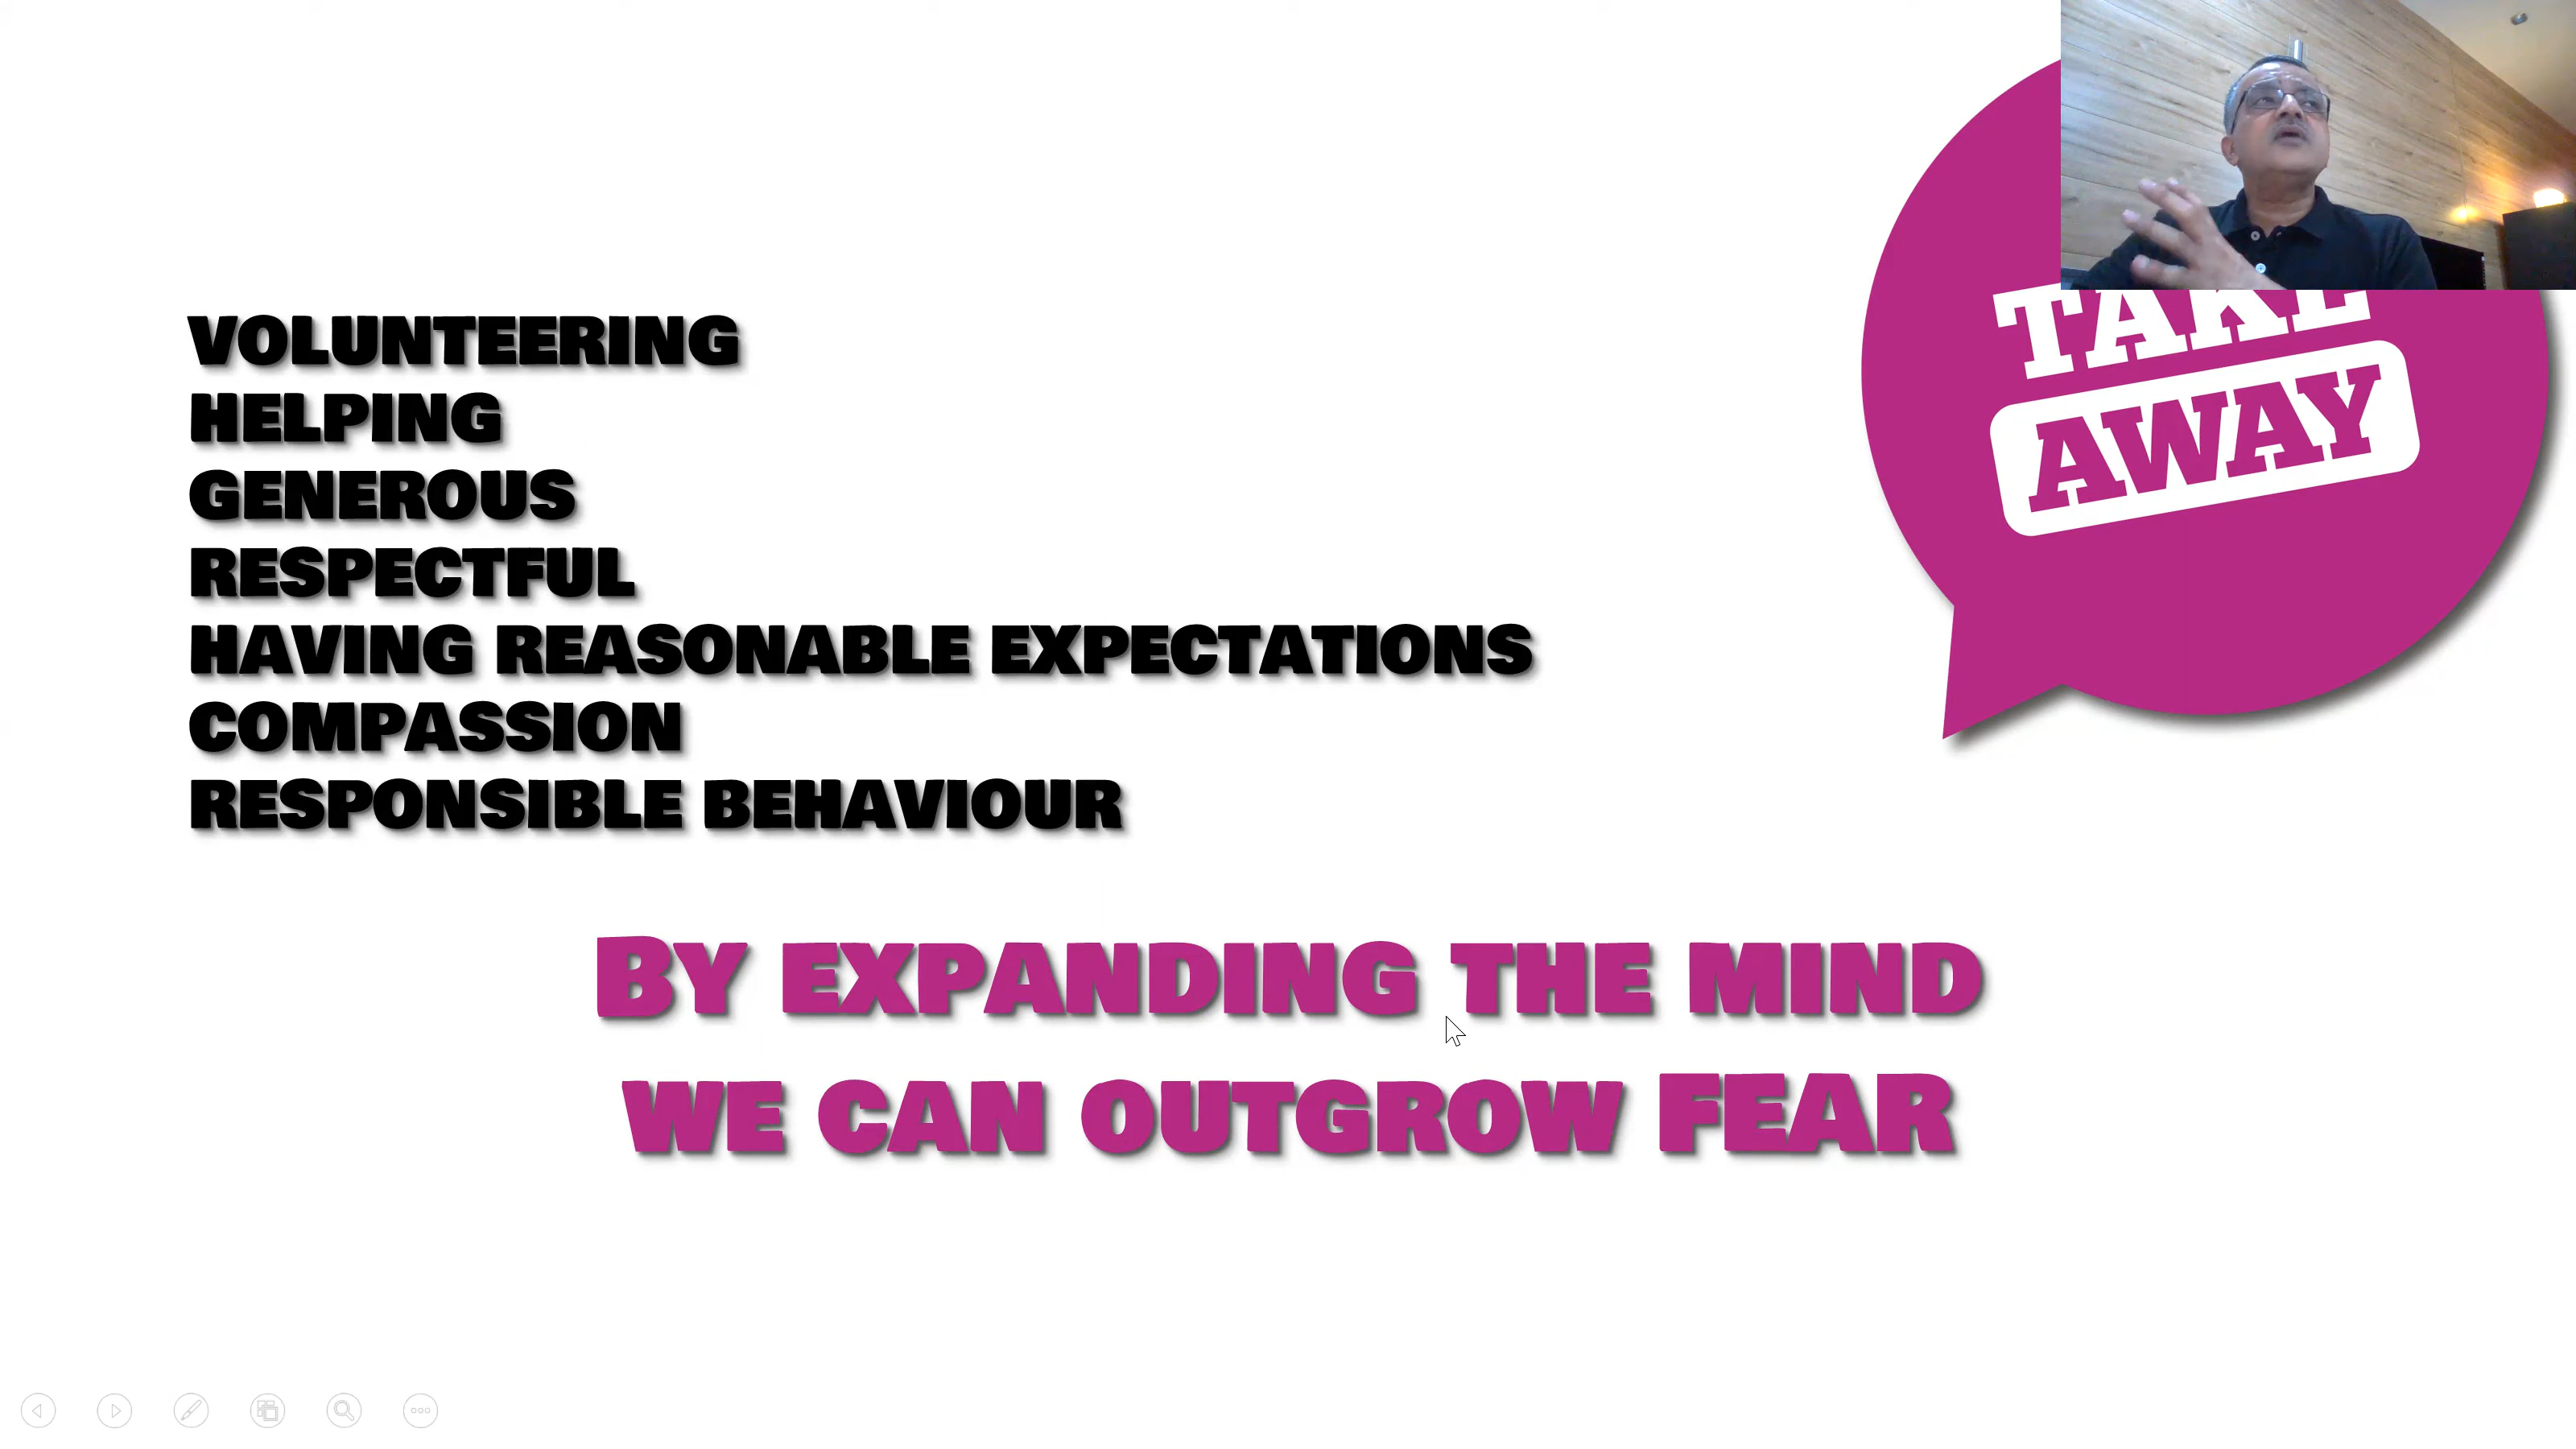 TAKE
AWAY
VOLUNTEERING
HELPING
GENEROUS
RESPECTFUL
HAVING REASONABLE EXPECTATIONS
COMPASSION
RESPONSIBLE BEHAVIOUR
BY EXPANDING THE MIND
WE CAN OUTGROW FEAR